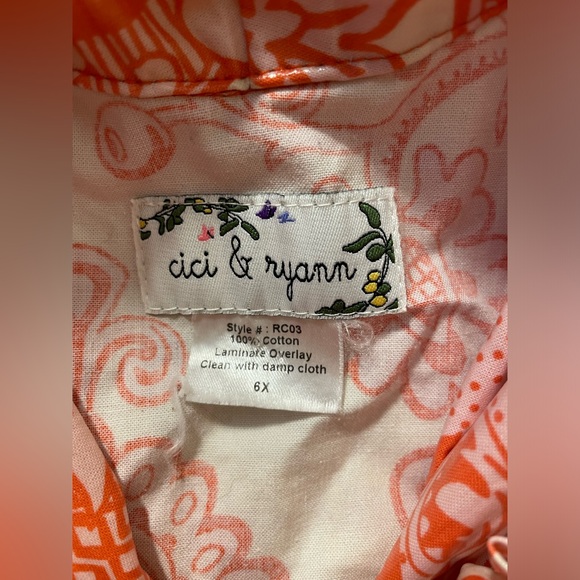 cici & ryann
Style # : RC03
100% Cotton
Laminate Overlay
Clean with damp cloth
6X